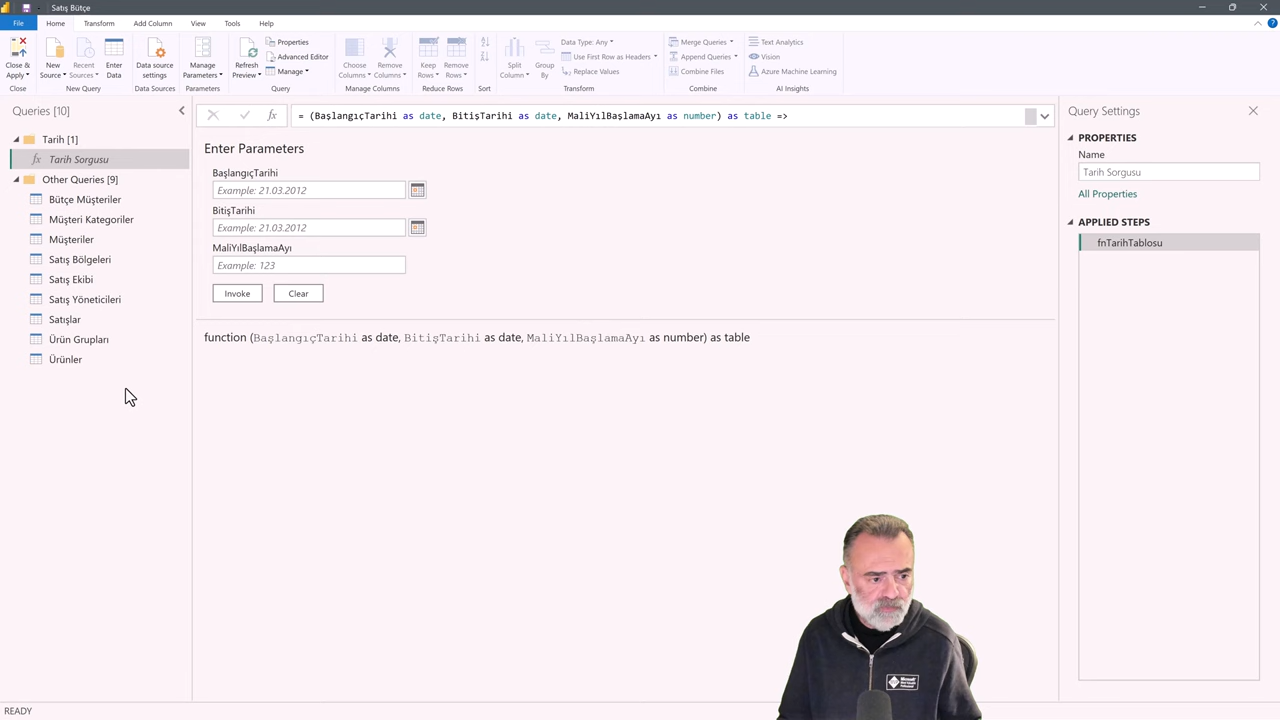 Satış Bütçe
File Home Transform Add Column View Tools Help
Close & Apply
New Source
Recent Sources
Enter Data
Data source settings
Manage Parameters
Refresh Preview
Properties
Advanced Editor
Manage
Choose Columns
Remove Columns
Keep Rows
Remove Rows
Split Column
Group By
Data Type: Any
Use First Row as Headers
Replace Values
Merge Queries
Append Queries
Combine Files
Text Analytics
Vision
Azure Machine Learning
Close New Query Data Sources Parameters Query Manage Columns Reduce Rows Sort Transform Combine AI Insights
Queries [10]
Tarih [1]
fx Tarih Sorgusu
Other Queries [9]
Bütçe Müşteriler
Müşteri Kategoriler
Müşteriler
Satış Bölgeleri
Satış Ekibi
Satış Yöneticileri
Satışlar
Ürün Grupları
Ürünler
fx = (BaşlangıçTarihi as date, BitişTarihi as date, MaliYılBaşlamaAyı as number) as table =>
Enter Parameters
BaşlangıçTarihi
Example: 21.03.2012
BitişTarihi
Example: 21.03.2012
MaliYılBaşlamaAyı
Example: 123
Invoke Clear
function (BaşlangıçTarihi as date, BitişTarihi as date, MaliYılBaşlamaAyı as number) as table
Query Settings
PROPERTIES
Name
Tarih Sorgusu
All Properties
APPLIED STEPS
fnTarihTablosu
Micros
READY